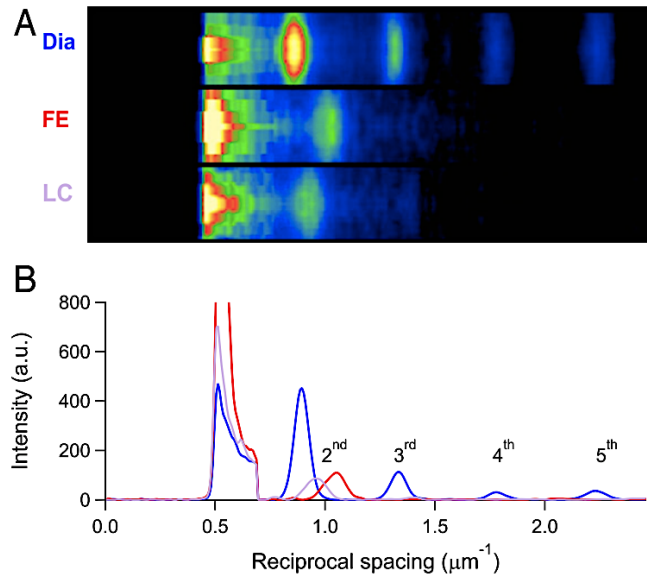 A
Dia
FE
LC
B
800
600
400
200
0
Intensity (a.u.)
2nd
3rd
4th
5th
0.0
0.5
1.0
1.5
2.0
Reciprocal spacing (μm⁻¹)